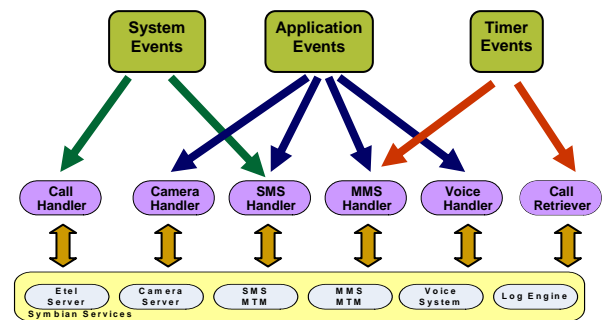 System
Events
Application
Events
Timer
Events
Call
Handler
Camera
Handler
SMS
Handler
MMS
Handler
Voice
Handler
Call
Retriever
Etel
Server
Camera
Server
SMS
MTM
MMS
MTM
Voice
System
Log Engine
Symbian Services